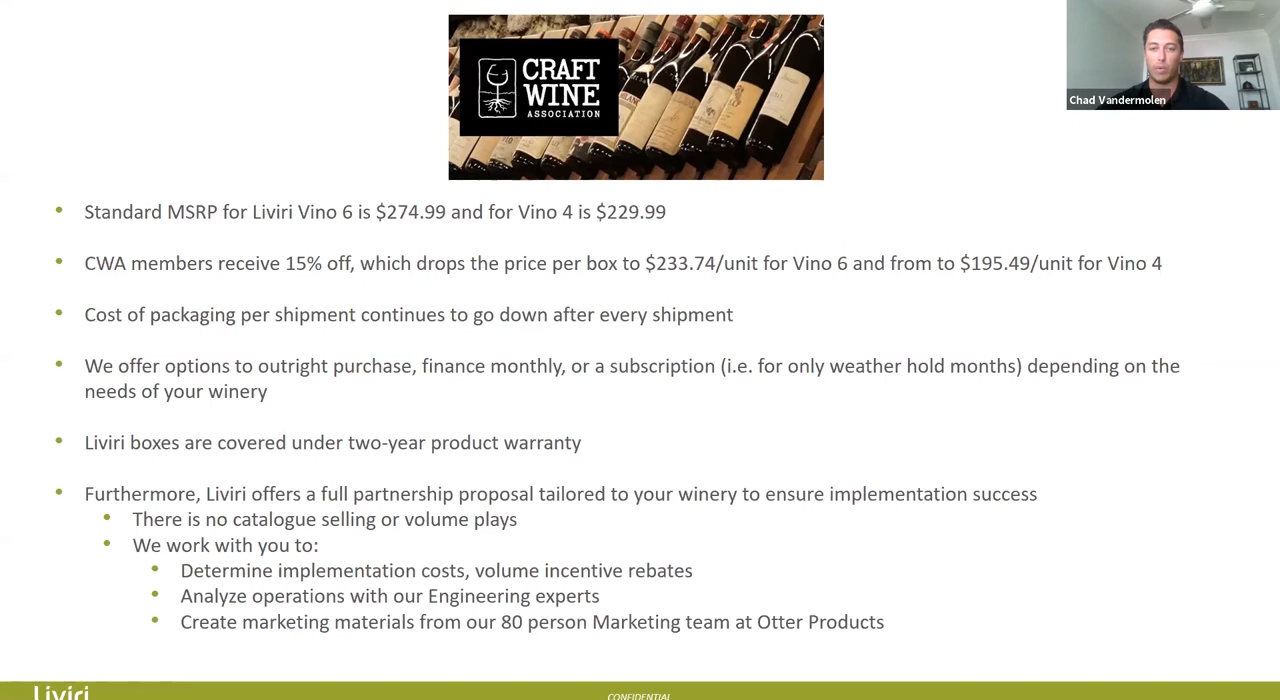 CRAFT
WINE
ASSOCIATION
Chad Vandermolen
• Standard MSRP for Liviri Vino 6 is $274.99 and for Vino 4 is $229.99
• CWA members receive 15% off, which drops the price per box to $233.74/unit for Vino 6 and from to $195.49/unit for Vino 4
• Cost of packaging per shipment continues to go down after every shipment
• We offer options to outright purchase, finance monthly, or a subscription (i.e. for only weather hold months) depending on the
needs of your winery
• Liviri boxes are covered under two-year product warranty
• Furthermore, Liviri offers a full partnership proposal tailored to your winery to ensure implementation success
• There is no catalogue selling or volume plays
• We work with you to:
• Determine implementation costs, volume incentive rebates
• Analyze operations with our Engineering experts
• Create marketing materials from our 80 person Marketing team at Otter Products
Liviri
CONFIDENTIAL